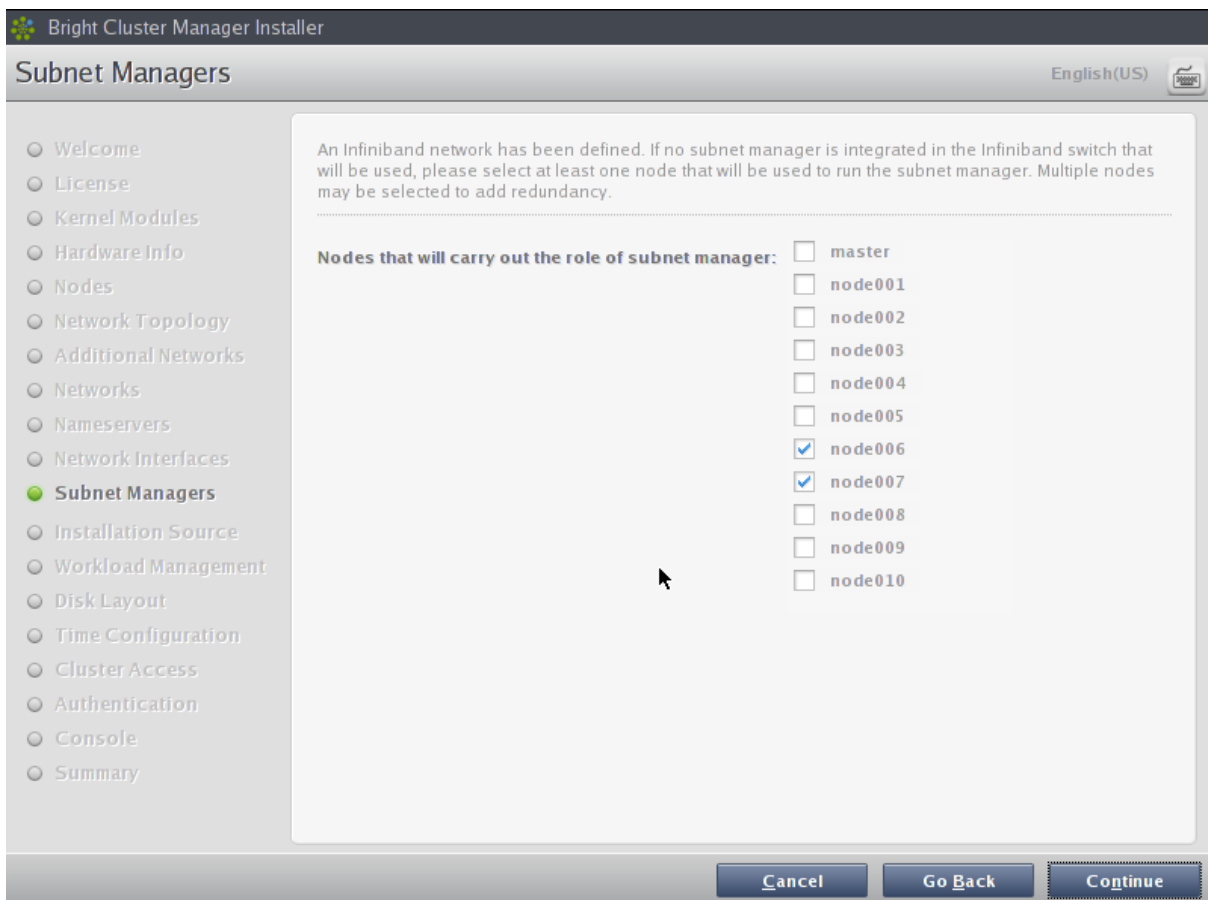 Bright Cluster Manager Installer
Subnet Managers
English(US)
Welcome
License
Kernel Modules
Hardware Info
Nodes
Network Topology
Additional Networks
Networks
Nameservers
Network Interfaces
Subnet Managers
Installation Source
Workload Management
Disk Layout
Time Configuration
Cluster Access
Authentication
Console
Summary
An Infiniband network has been defined. If no subnet manager is integrated in the Infiniband switch that
will be used, please select at least one node that will be used to run the subnet manager. Multiple nodes
may be selected to add redundancy.
Nodes that will carry out the role of subnet manager:
master
node001
node002
node003
node004
node005
node006
node007
node008
node009
node010
Cancel
Go Back
Continue